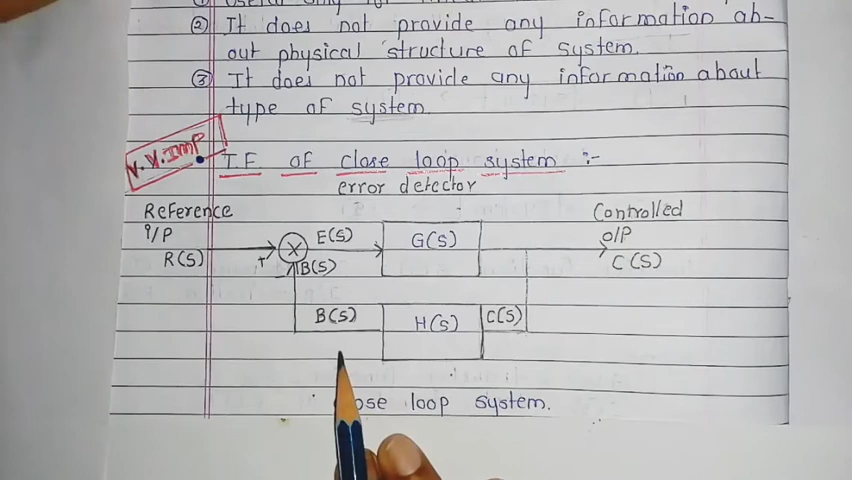 ② It does not provide any information ab-
out physical structure of system.
③ It does not provide any information about
type of system.
V.V.Imp
T.F of close loop system :-
error detector
Reference
i/P
R(S)
+
E(S)
G(S)
Controlled
O/P
C(S)
- B(S)
B(S)
H(S)
C(S)
ose loop system.